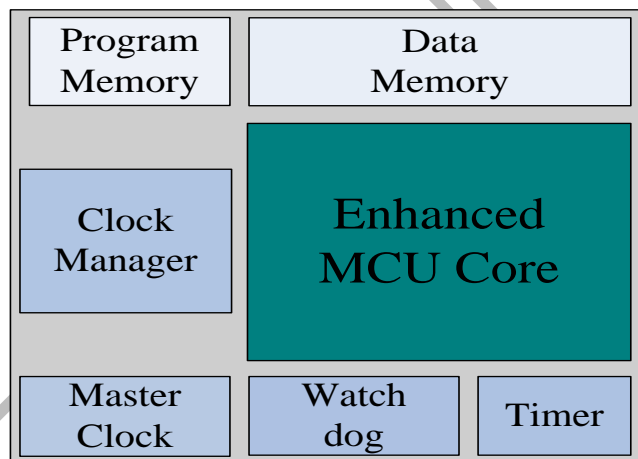 Program
Memory
Data
Memory
Clock
Manager
Enhanced
MCU Core
Master
Clock
Watch
dog
Timer